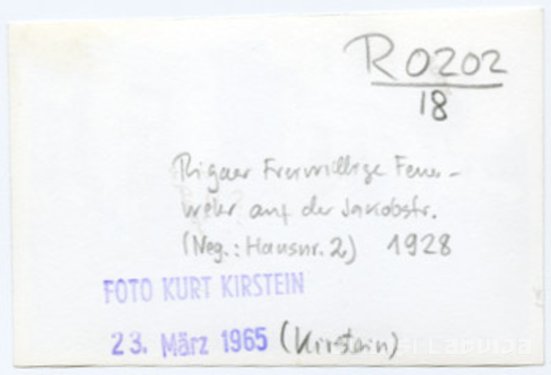 R 0202
18
Rigaer Freiwillige Feuer-
wehr auf der Jakobstr.
(Neg.: Hausnr. 2) 1928
FOTO KURT KIRSTEIN
23. März 1965 (Kirstein)